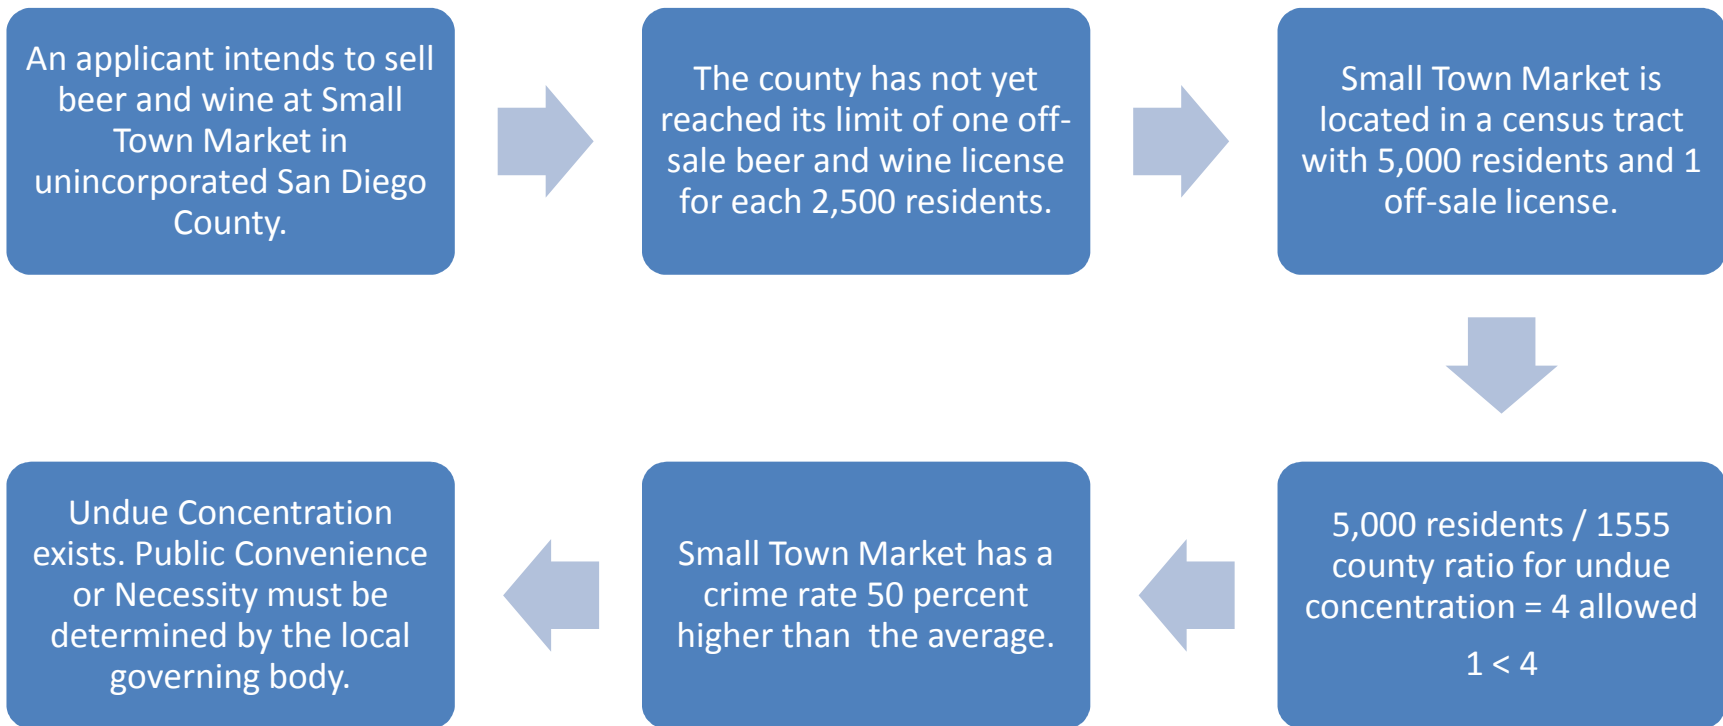 An applicant intends to sell
beer and wine at Small
Town Market in
unincorporated San Diego
County.
The county has not yet
reached its limit of one off-
sale beer and wine license
for each 2,500 residents.
Small Town Market is
located in a census tract
with 5,000 residents and 1
off-sale license.
5,000 residents / 1555
county ratio for undue
concentration = 4 allowed
1 < 4
Small Town Market has a
crime rate 50 percent
higher than the average.
Undue Concentration
exists. Public Convenience
or Necessity must be
determined by the local
governing body.